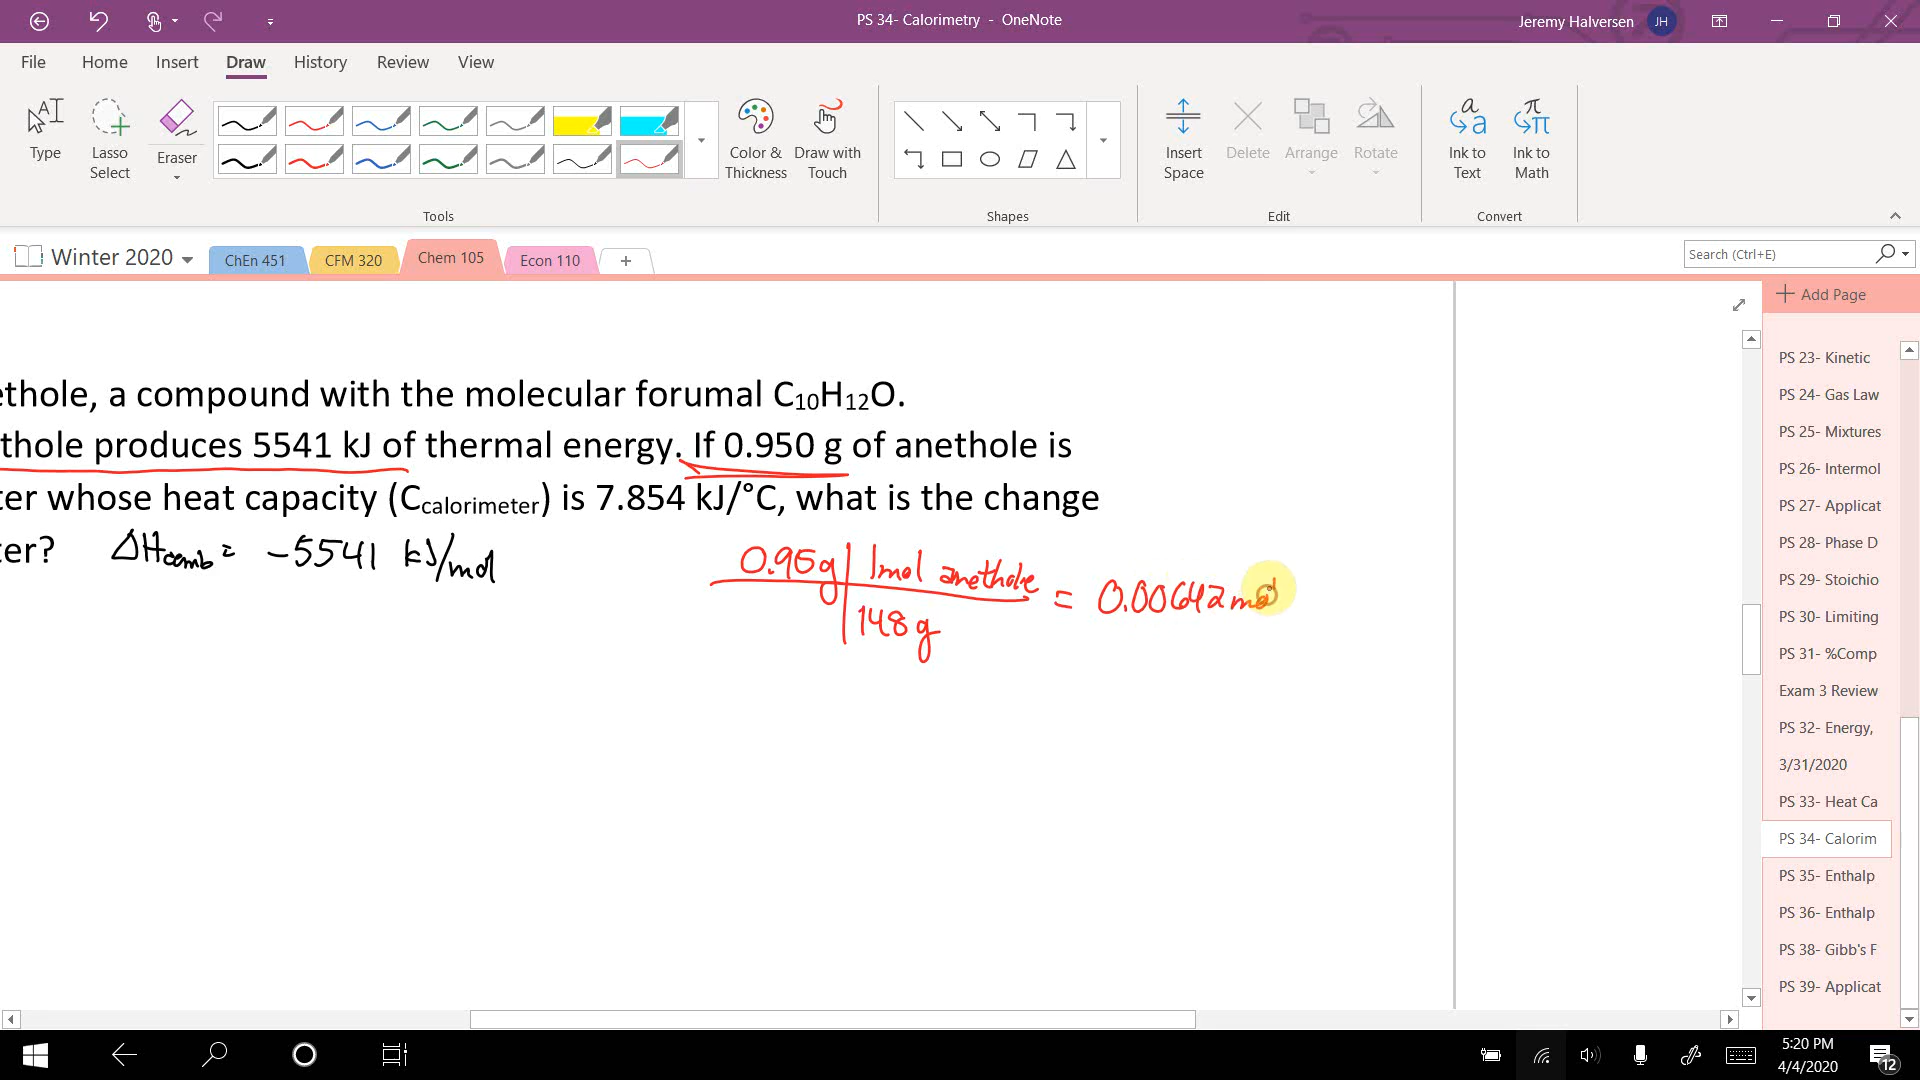 PS 34- Calorimetry - OneNote
Jeremy Halversen JH
File Home Insert Draw History Review View
Type
Lasso Select
Eraser
Color & Thickness
Draw with Touch
Insert Space
Delete
Arrange
Rotate
Ink to Text
Ink to Math
Tools Shapes Edit Convert
Winter 2020 ChEn 451 CFM 320 Chem 105 Econ 110 +
Search (Ctrl+E)
Add Page
ethole, a compound with the molecular forumal C₁₀H₁₂O.
thole produces 5541 kJ of thermal energy. If 0.950 g of anethole is
ter whose heat capacity (Ccalorimeter) is 7.854 kJ/°C, what is the change
ter? ΔHcomb = -5541 kJ/mol
0.95g | 1mol anethole
148g
= 0.00642 mol
PS 23- Kinetic
PS 24- Gas Law
PS 25- Mixtures
PS 26- Intermol
PS 27- Applicat
PS 28- Phase D
PS 29- Stoichio
PS 30- Limiting
PS 31- %Comp
Exam 3 Review
PS 32- Energy,
3/31/2020
PS 33- Heat Ca
PS 34- Calorim
PS 35- Enthalp
PS 36- Enthalp
PS 38- Gibb's F
PS 39- Applicat
5:20 PM
4/4/2020
12